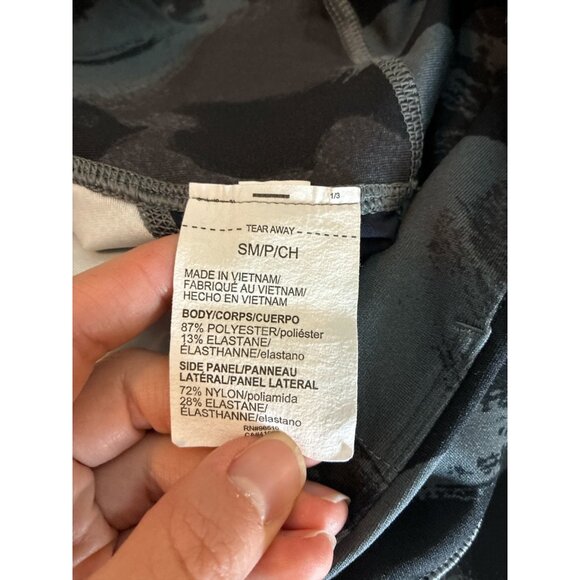 1/3
TEAR AWAY
SM/P/CH
MADE IN VIETNAM/
FABRIQUÉ AU VIETNAM/
HECHO EN VIETNAM
BODY/CORPS/CUERPO
87% POLYESTER/poliéster
13% ELASTANE/
ÉLASTHANNE/elastano
SIDE PANEL/PANNEAU
LATÉRAL/PANEL LATERAL
72% NYLON/poliamida
28% ELASTANE/
ÉLASTHANNE/elastano